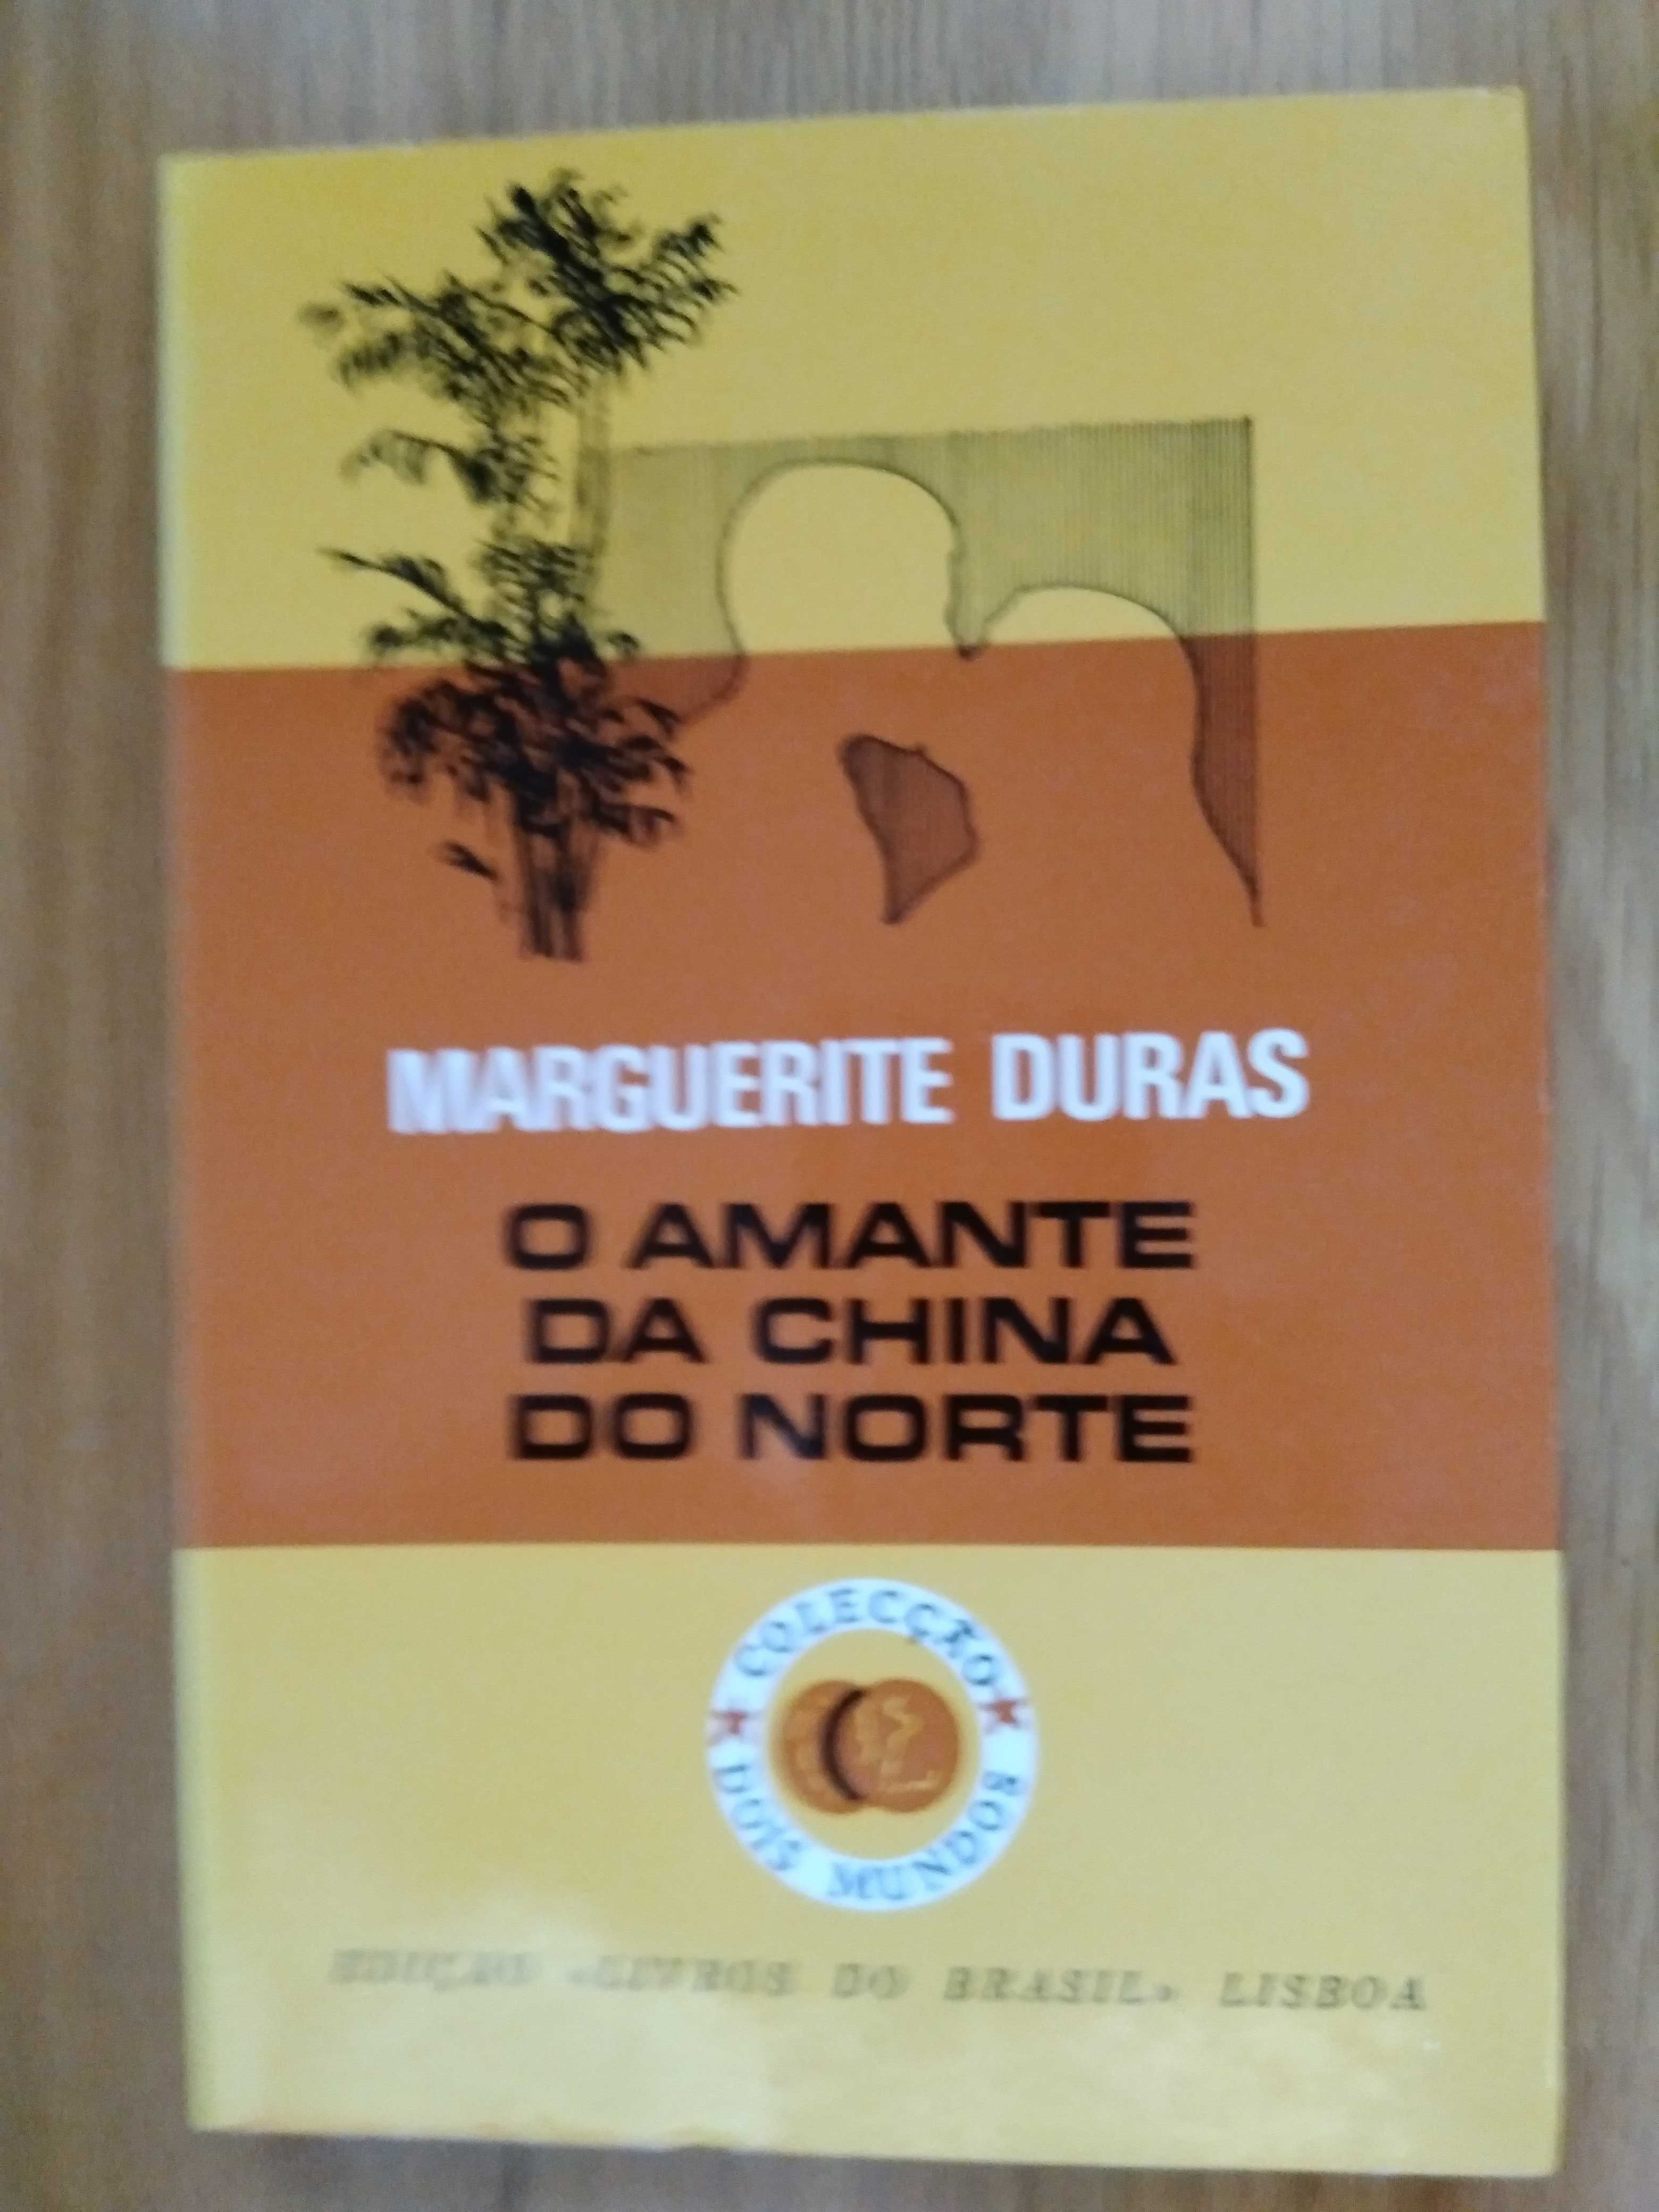 MARGUERITE DURAS
O AMANTE
DA CHINA
DO NORTE
COLECÇÃO
DOIS MUNDOS
EDIÇÃO «LIVROS DO BRASIL» LISBOA